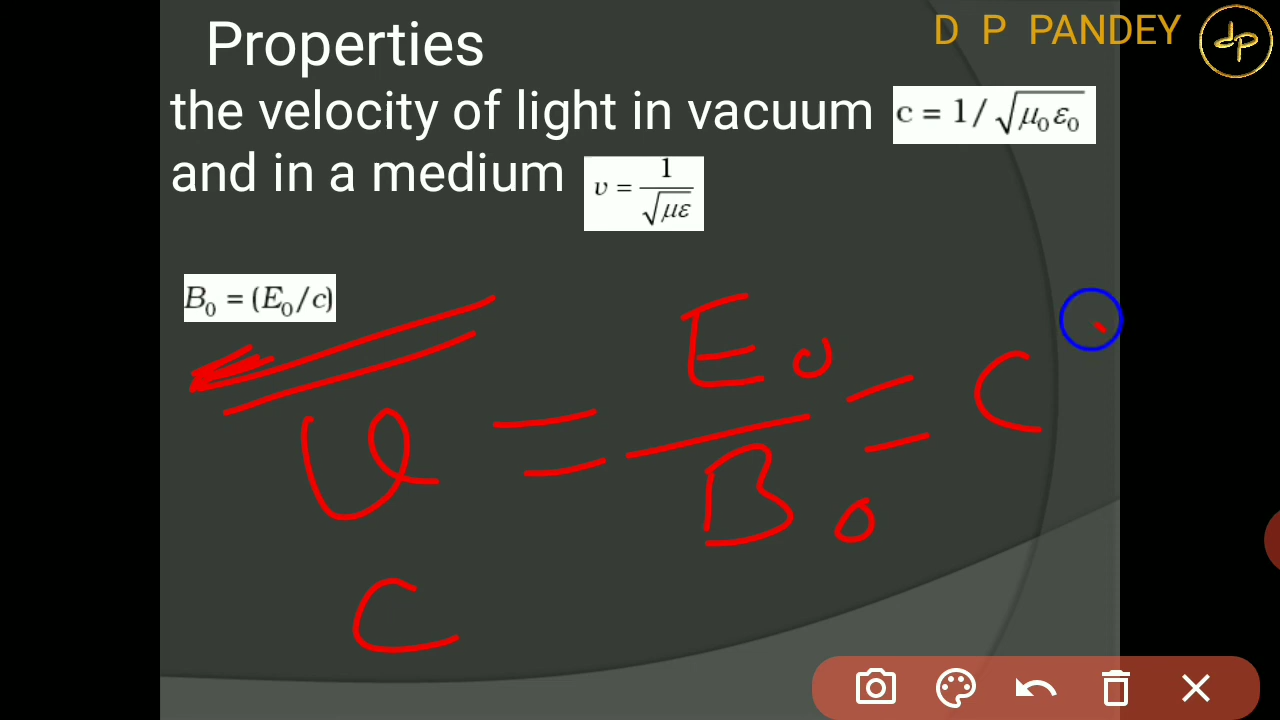 Properties
D P PANDEY
dp
the velocity of light in vacuum c = 1/√μ₀ε₀
and in a medium v = 1/√με
B₀ = (E₀/c)
v = E₀/B₀ = C
C